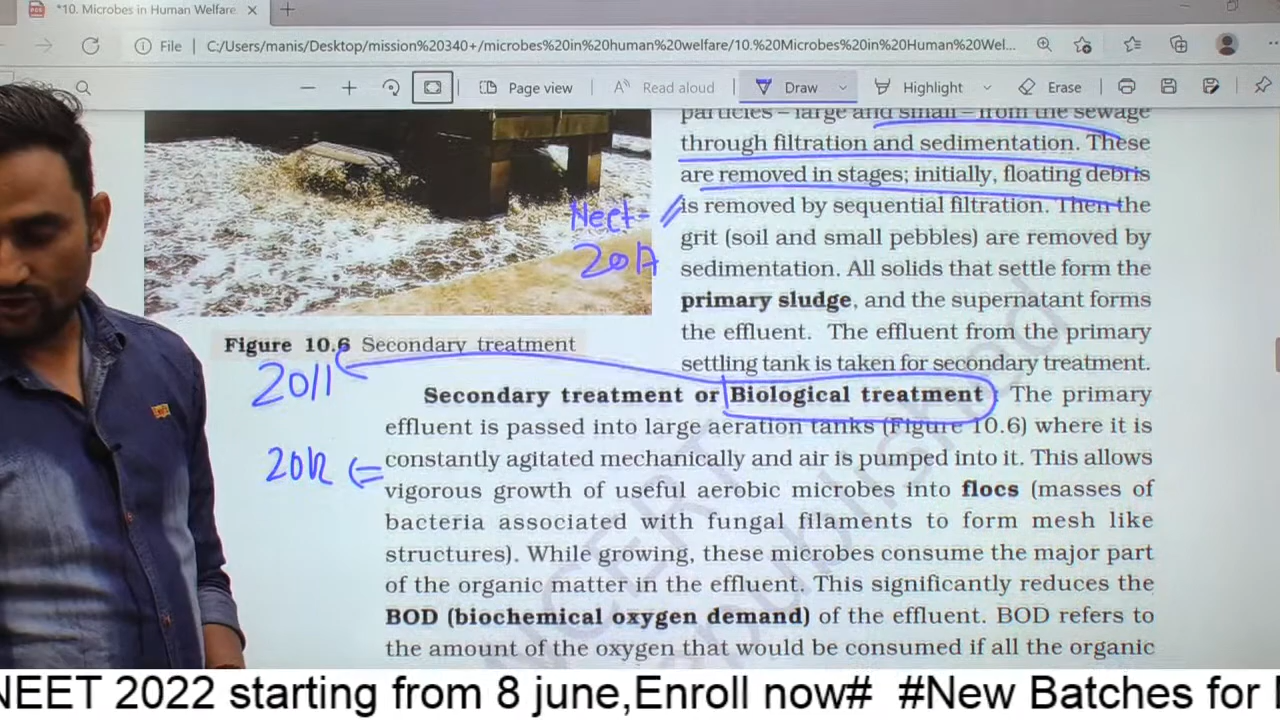 *10. Microbes in Human Welfare
File
C:/Users/manis/Desktop/mission%20340+/microbes%20in%20human%20welfare/10.%20Microbes%20in%20Human%20Wel...
Page view
Read aloud
Draw
Highlight
Erase
particles – large and small – from the sewage
through filtration and sedimentation. These
are removed in stages; initially, floating debris
is removed by sequential filtration. Then the
grit (soil and small pebbles) are removed by
sedimentation. All solids that settle form the
primary sludge, and the supernatant forms
the effluent. The effluent from the primary
settling tank is taken for secondary treatment.
Neet-
2017
Figure 10.6 Secondary treatment
2011
Secondary treatment or Biological treatment : The primary
effluent is passed into large aeration tanks (Figure 10.6) where it is
constantly agitated mechanically and air is pumped into it. This allows
2012
vigorous growth of useful aerobic microbes into flocs (masses of
bacteria associated with fungal filaments to form mesh like
structures). While growing, these microbes consume the major part
of the organic matter in the effluent. This significantly reduces the
BOD (biochemical oxygen demand) of the effluent. BOD refers to
the amount of the oxygen that would be consumed if all the organic
NEET 2022 starting from 8 june,Enroll now# #New Batches for